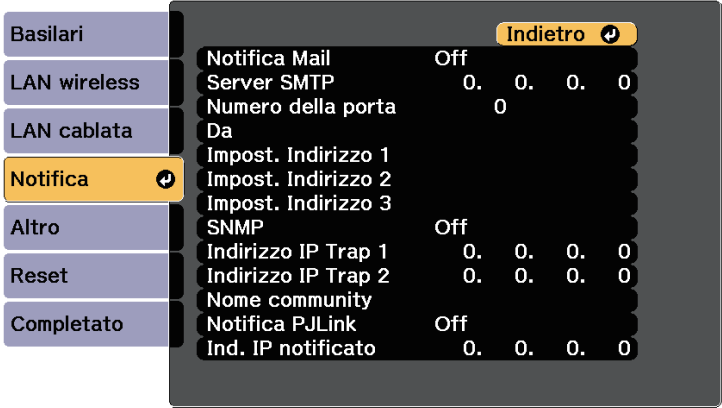 Basilari
LAN wireless
LAN cablata
Notifica
Altro
Reset
Completato
Indietro
Notifica Mail Off
Server SMTP 0. 0. 0. 0
Numero della porta 0
Da
Impost. Indirizzo 1
Impost. Indirizzo 2
Impost. Indirizzo 3
SNMP Off
Indirizzo IP Trap 1 0. 0. 0. 0
Indirizzo IP Trap 2 0. 0. 0. 0
Nome community
Notifica PJLink Off
Ind. IP notificato 0. 0. 0. 0